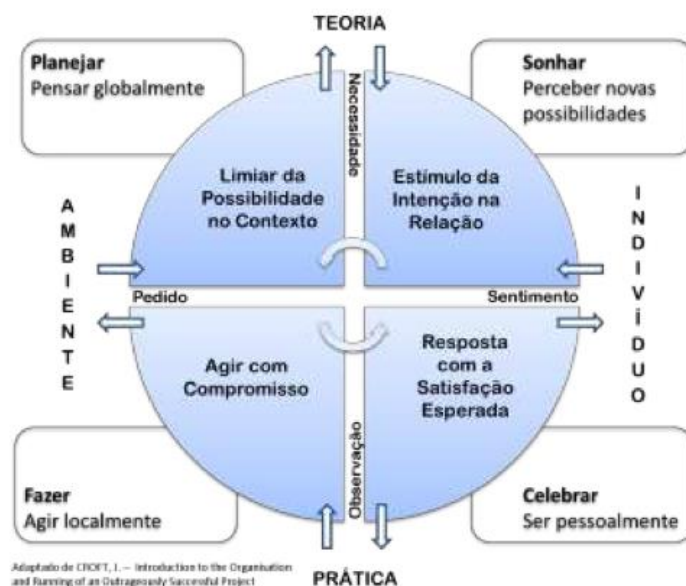 TEORIA
Planejar
Pensar globalmente
Sonhar
Perceber novas
possibilidades
Necessidade
Limiar da
Possibilidade
no Contexto
Estímulo da
Intenção na
Relação
AMBIENTE
INDIVÍDUO
Pedido
Sentimento
Agir com
Compromisso
Resposta
com a
Satisfação
Esperada
Observação
Fazer
Agir localmente
Celebrar
Ser pessoalmente
PRÁTICA
Adaptado de CROFT, J. – Introduction to the Organisation
and Running of an Outrageously Successful Project